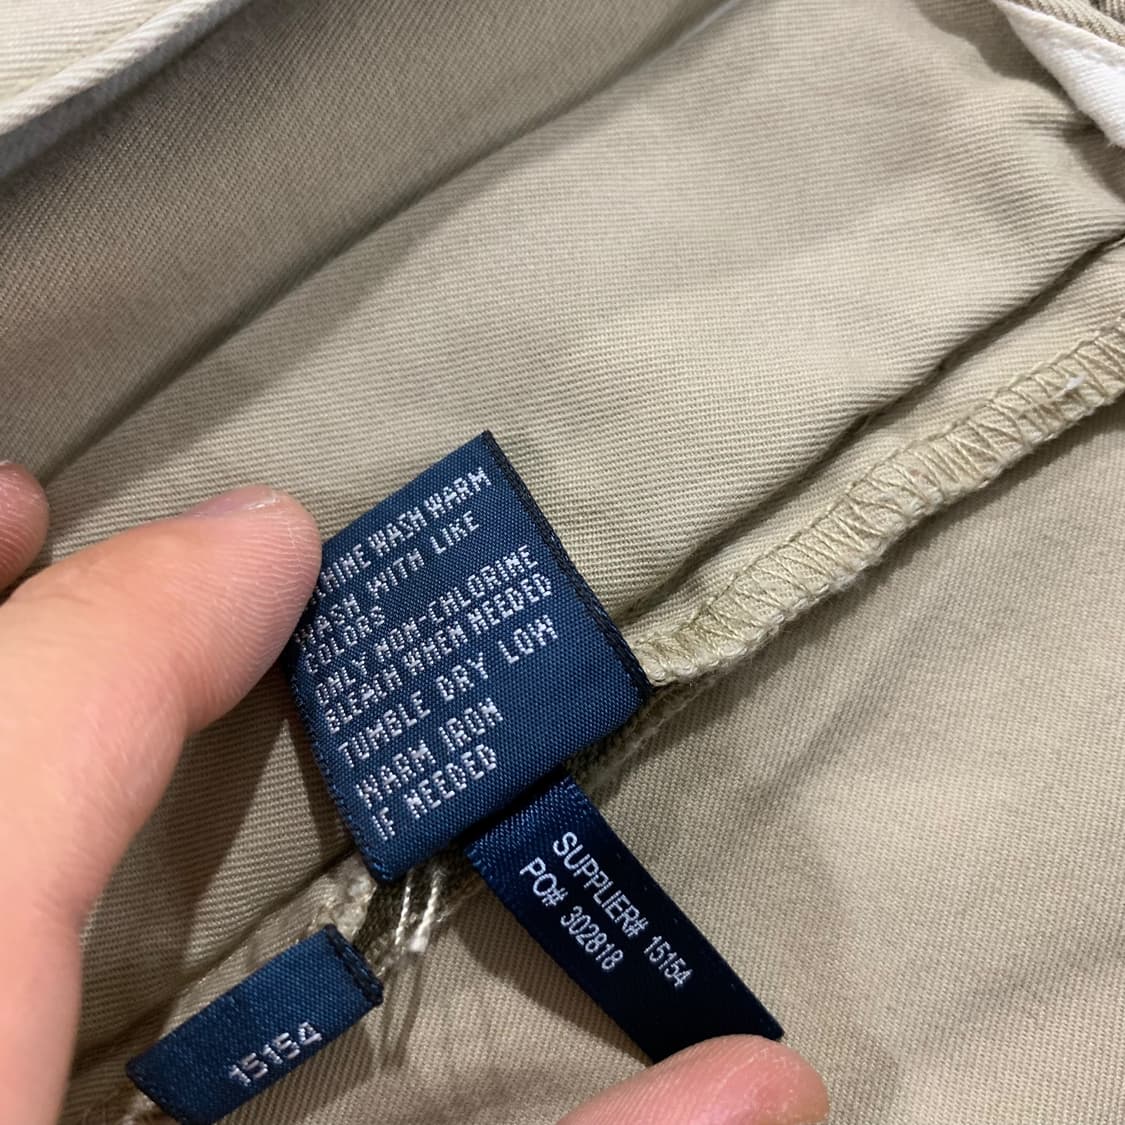 WASH WARM
WASH WITH LIKE
COLORS
ONLY NON-CHLORINE
BLEACH WHEN NEEDED
TUMBLE DRY LOW
WARM IRON
IF NEEDED
SUPPLIER# 15154
PO# 302818
15154